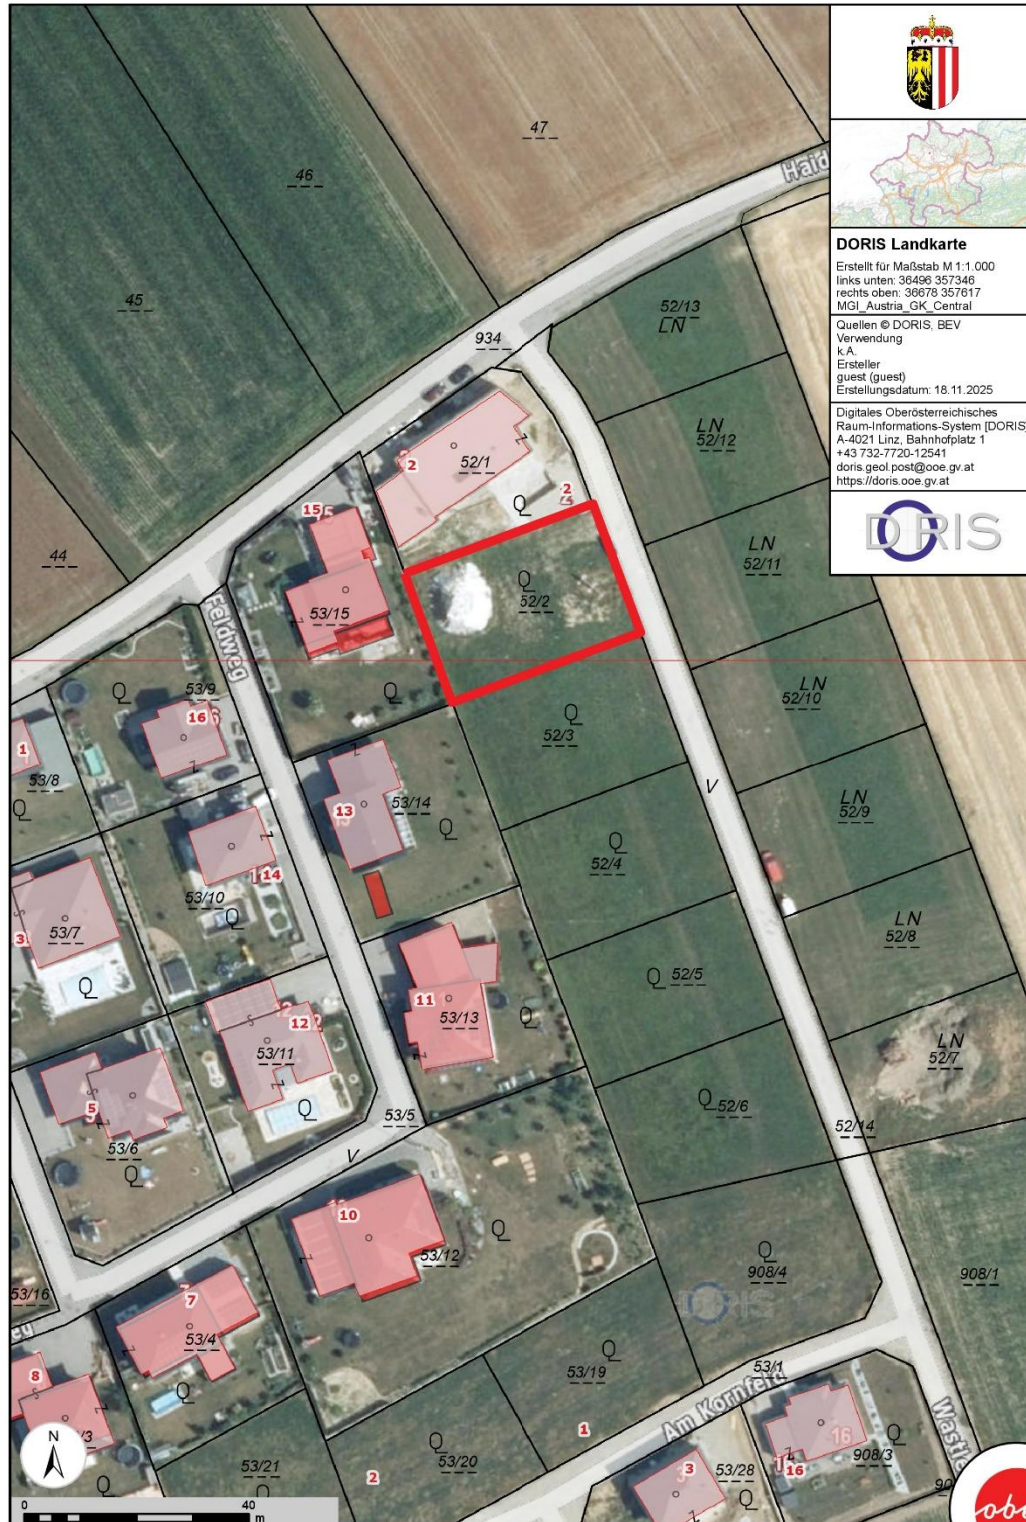 47
46
45
44
934
Haid
DORIS Landkarte
Erstellt für Maßstab M 1:1.000
links unten: 36496 357346
rechts oben: 36678 357617
MGI_Austria_GK_Central
Quellen © DORIS, BEV
Verwendung
k.A.
Ersteller
guest (guest)
Erstellungsdatum: 18.11.2025
Digitales Oberösterreichisches
Raum-Informations-System [DORIS]
A-4021 Linz, Bahnhofplatz 1
+43 732-7720-12541
doris.geol.post@ooe.gv.at
https://doris.ooe.gv.at
DORIS
52/13
LN
LN
52/12
LN
52/11
LN
52/10
LN
52/9
LN
52/8
LN
52/7
52/14
2
52/1
2
52/2
52/3
52/4
52/5
52/6
V
15
53/15
Feldweg
53/9
16
1
53/8
13
53/14
14
53/10
3
53/7
11
53/13
12
53/11
53/5
V
5
53/6
10
53/12
908/4
DORIS
908/1
53/16
7
53/4
8
53/19
53/1
Am Kornfeld
1
53/20
2
53/21
3
53/28
16
908/3
Wastl
N
0
40
m